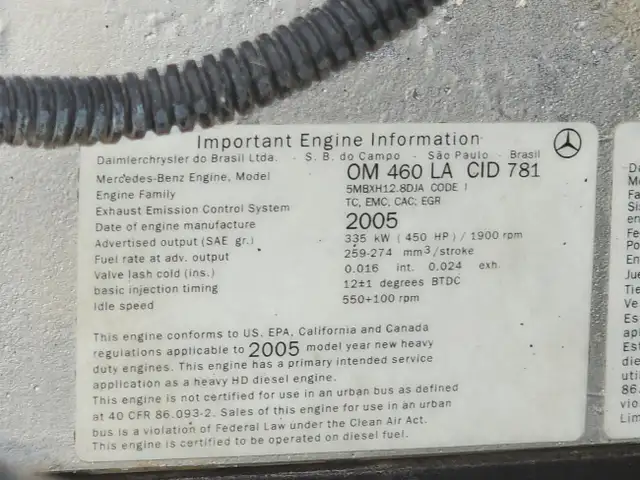 Important Engine Information
Daimlerchrysler do Brasil Ltda. · S. B. do Campo · São Paulo · Brasil
Mercedes-Benz Engine, Model OM 460 LA CID 781
Engine Family 5MBXH12.8DJA CODE I
Exhaust Emission Control System TC, EMC, CAC, EGR
Date of engine manufacture 2005
Advertised output (SAE gr.) 335 kW ( 450 HP) / 1900 rpm
Fuel rate at adv. output 259-274 mm³/stroke
Valve lash cold (ins.) 0.016 int. 0.024 exh.
basic injection timing 12±1 degrees BTDC
Idle speed 550+100 rpm
This engine conforms to US. EPA, California and Canada
regulations applicable to 2005 model year new heavy
duty engines. This engine has a primary intended service
application as a heavy HD diesel engine.
This engine is not certified for use in an urban bus as defined
at 40 CFR 86.093-2. Sales of this engine for use in an urban
bus is a violation of Federal Law under the Clean Air Act.
This engine is certified to be operated on diesel fuel.